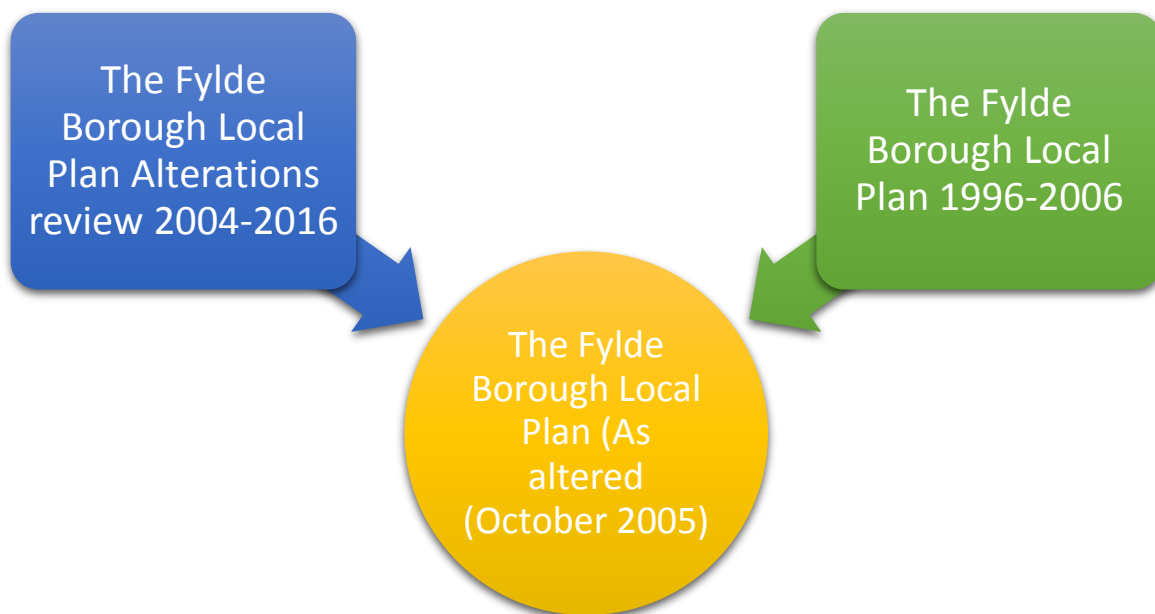 The Fylde
Borough Local
Plan Alterations
review 2004-2016
The Fylde
Borough Local
Plan 1996-2006
The Fylde
Borough Local
Plan (As
altered
(October 2005)